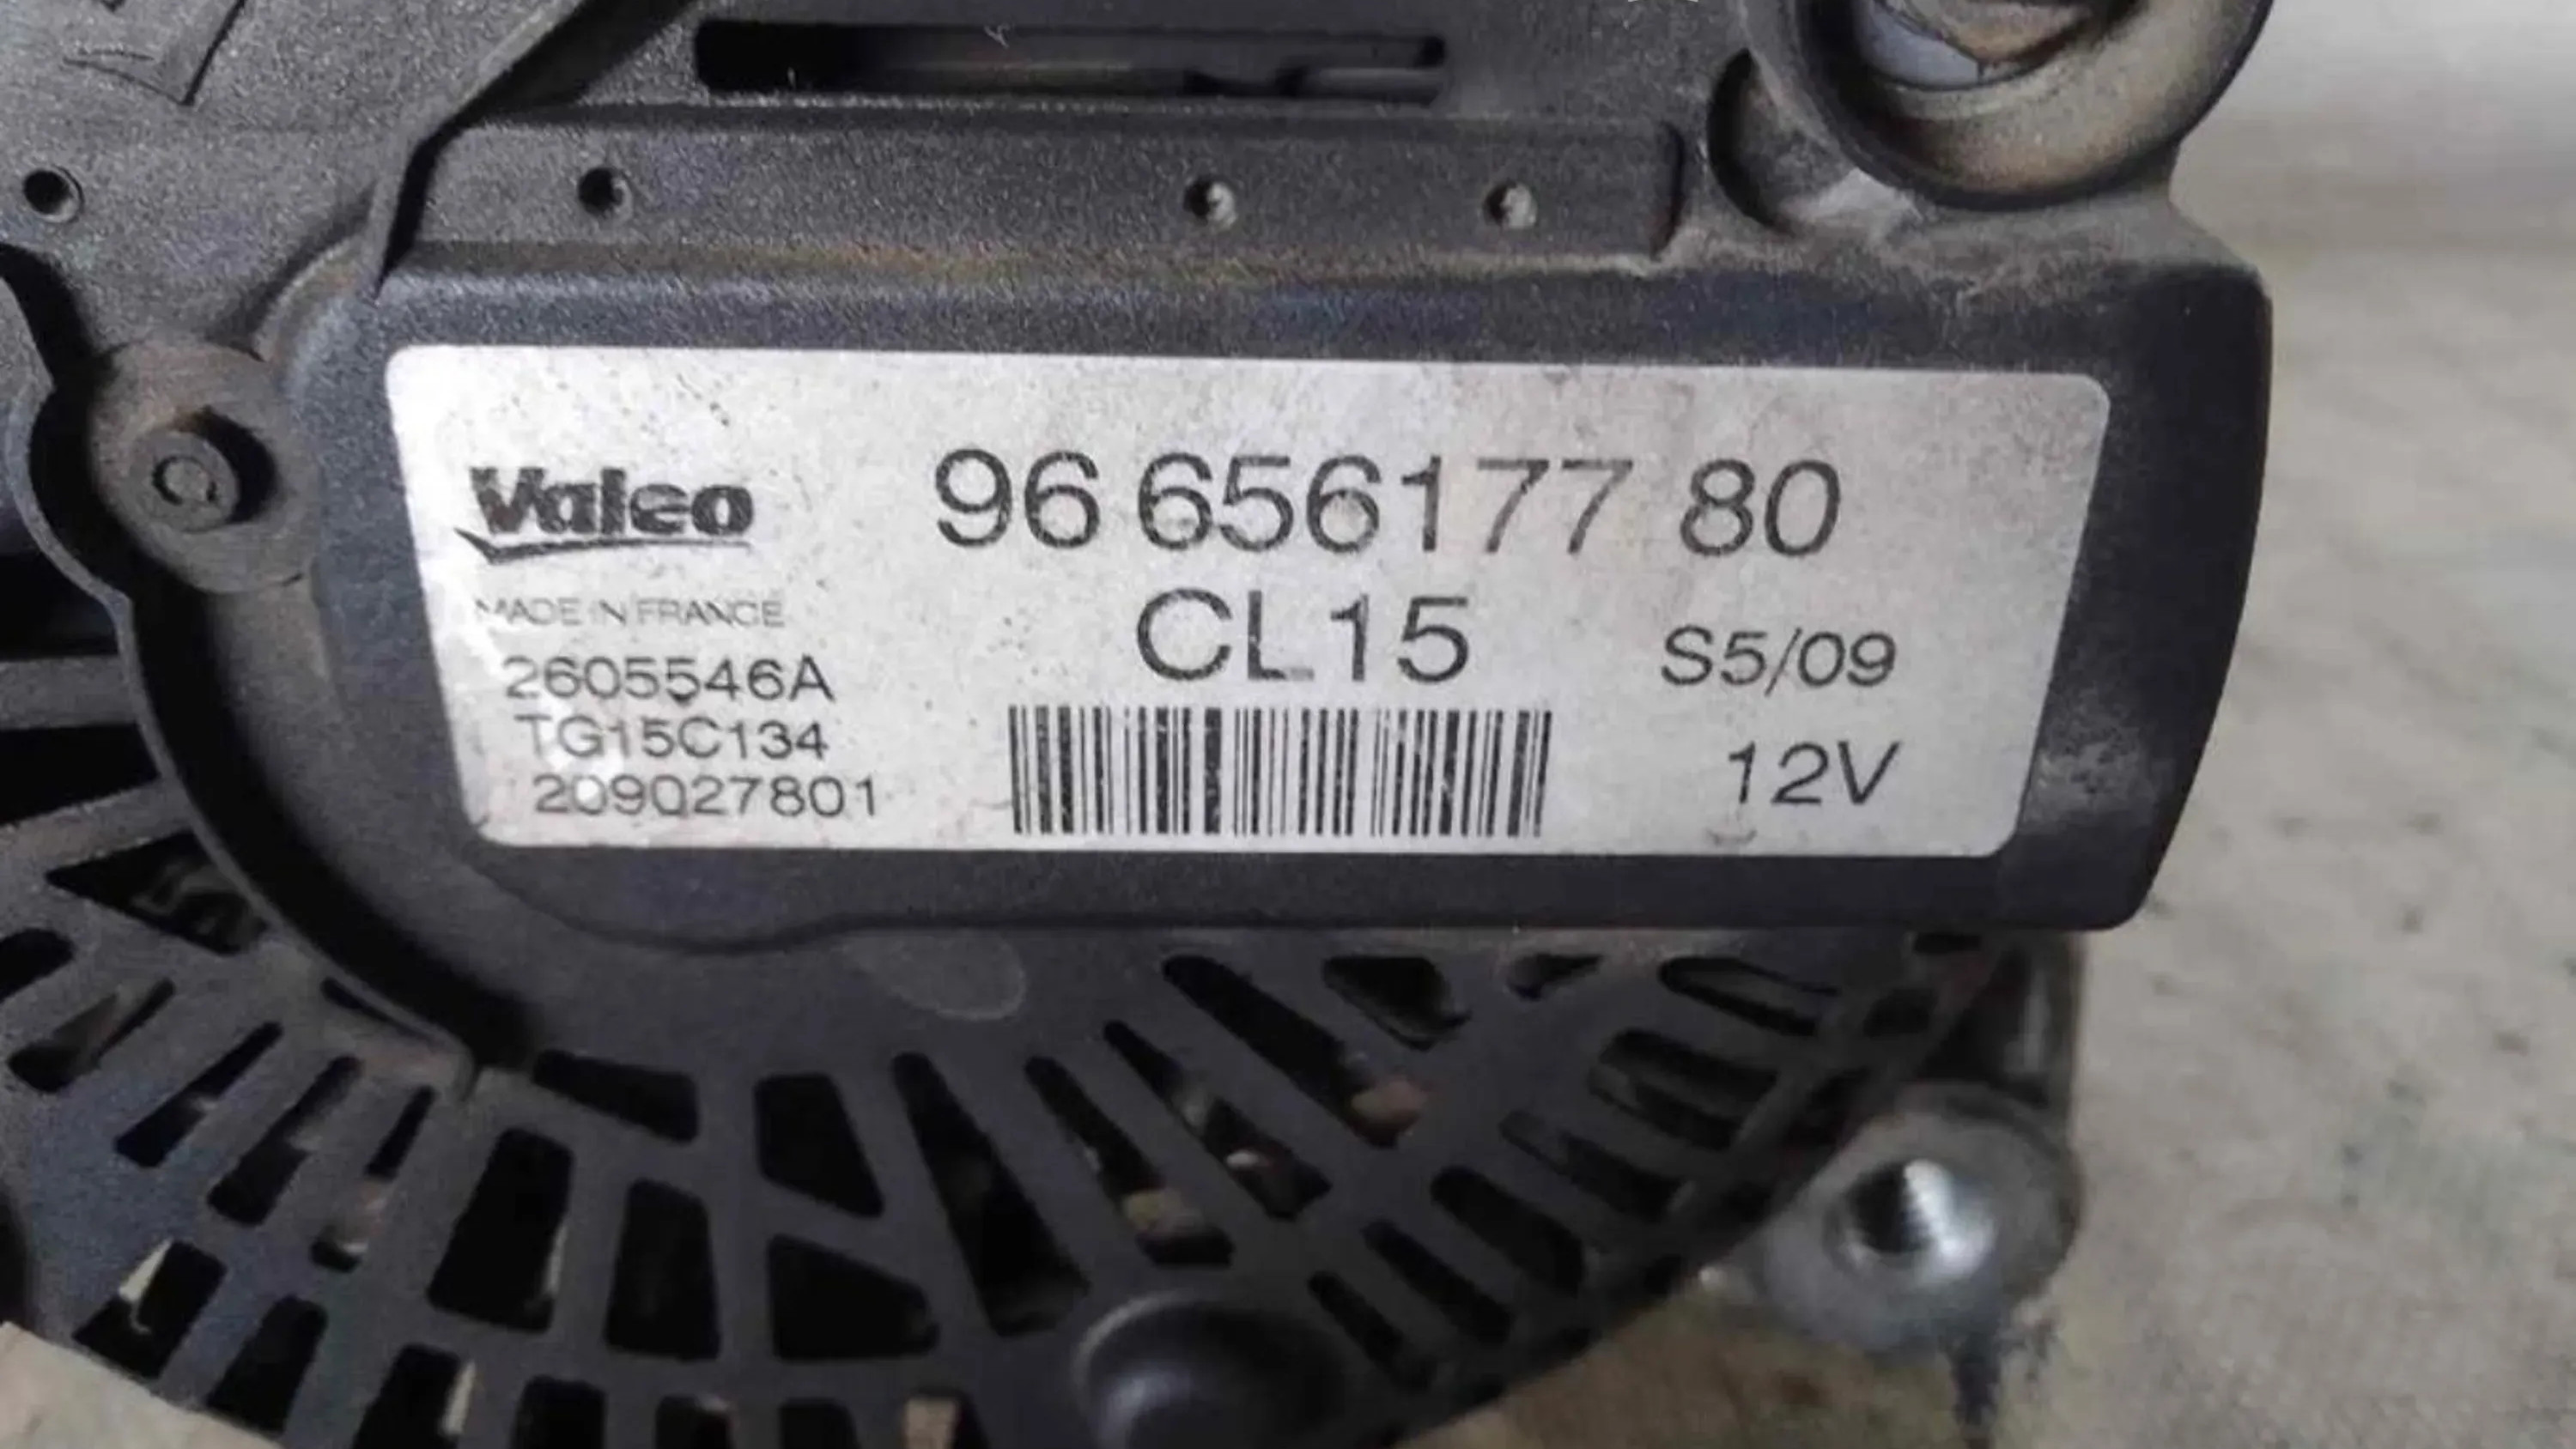 Valeo
96 656177 80
MADE IN FRANCE
CL15
S5/09
2605546A
TG15C134
209027801
12V